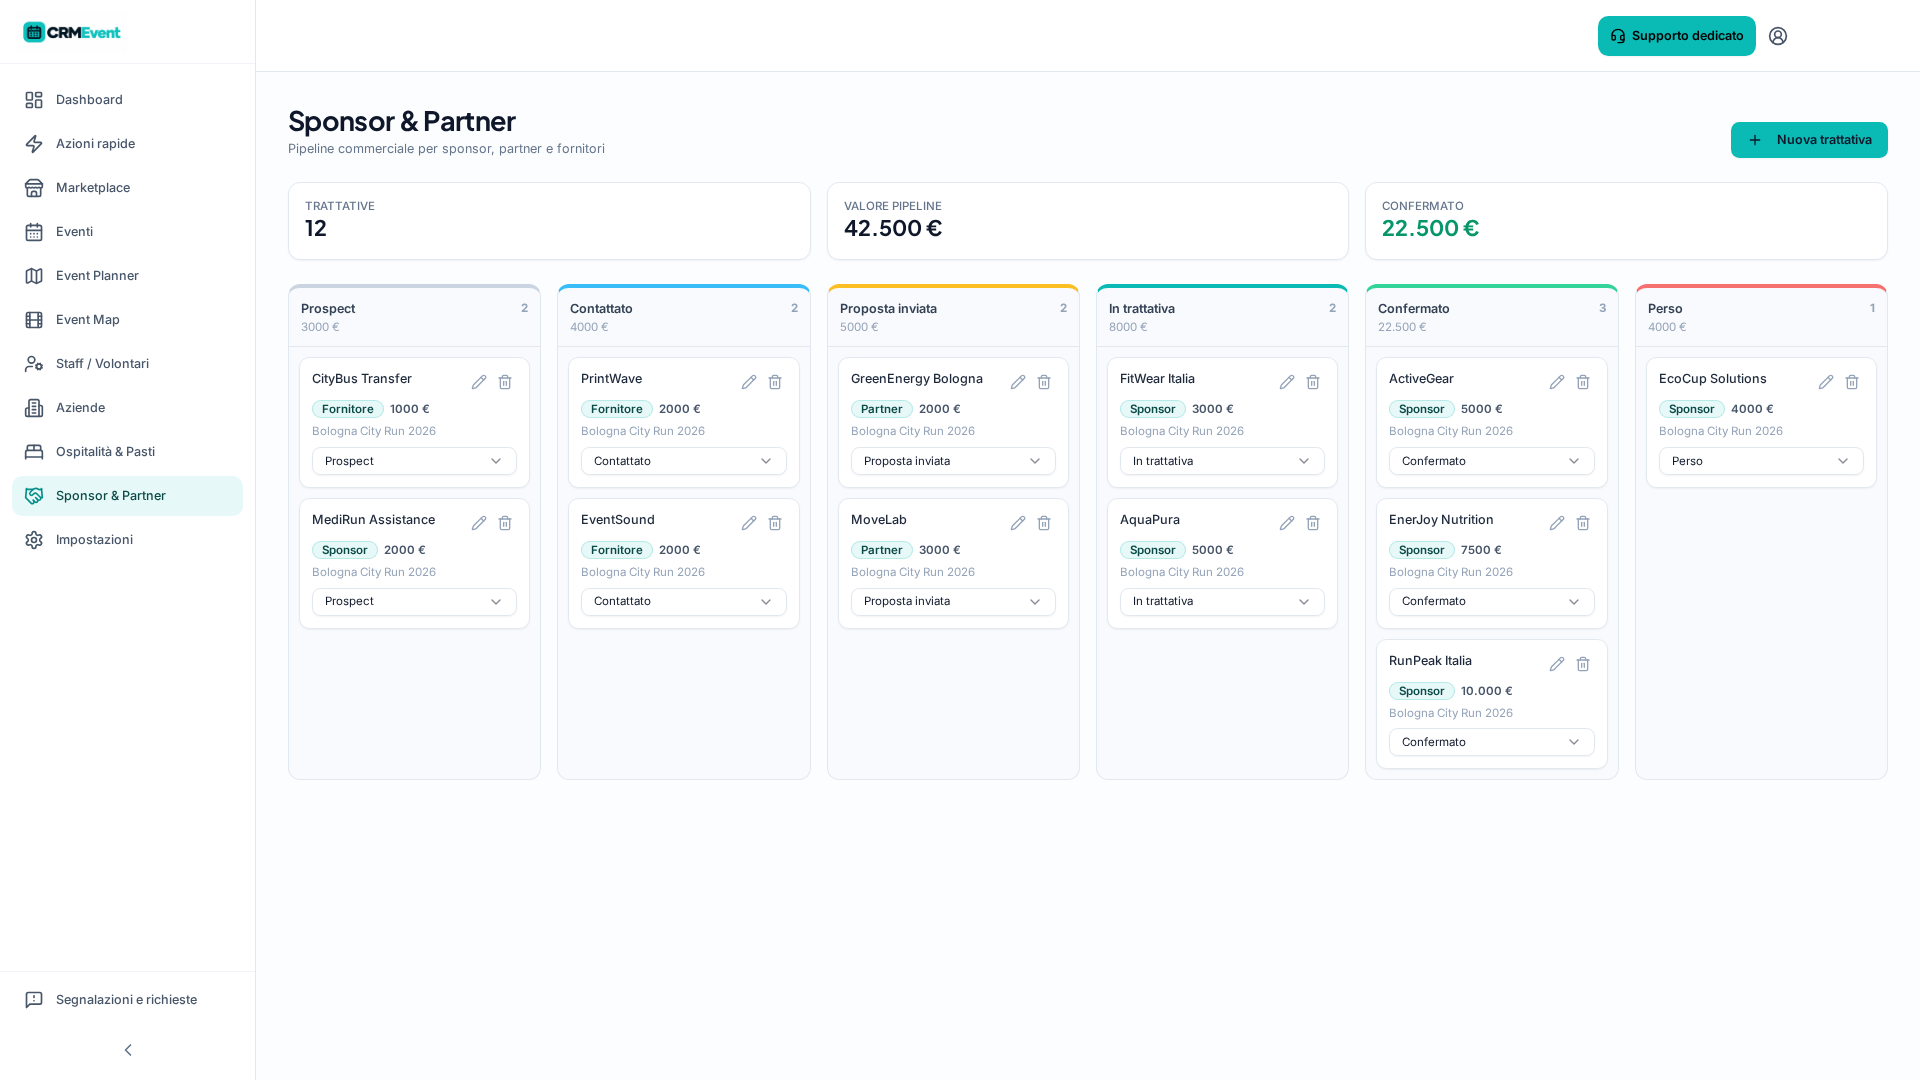 CRMEvent
Dashboard
Azioni rapide
Marketplace
Eventi
Event Planner
Event Map
Staff / Volontari
Aziende
Ospitalità & Pasti
Sponsor & Partner
Impostazioni
Segnalazioni e richieste
Supporto dedicato
Sponsor & Partner
Pipeline commerciale per sponsor, partner e fornitori
Nuova trattativa
TRATTATIVE
12
VALORE PIPELINE
42.500 €
CONFERMATO
22.500 €
Prospect 2
3000 €
CityBus Transfer
Fornitore 1000 €
Bologna City Run 2026
Prospect
MediRun Assistance
Sponsor 2000 €
Bologna City Run 2026
Prospect
Contattato 2
4000 €
PrintWave
Fornitore 2000 €
Bologna City Run 2026
Contattato
EventSound
Fornitore 2000 €
Bologna City Run 2026
Contattato
Proposta inviata 2
5000 €
GreenEnergy Bologna
Partner 2000 €
Bologna City Run 2026
Proposta inviata
MoveLab
Partner 3000 €
Bologna City Run 2026
Proposta inviata
In trattativa 2
8000 €
FitWear Italia
Sponsor 3000 €
Bologna City Run 2026
In trattativa
AquaPura
Sponsor 5000 €
Bologna City Run 2026
In trattativa
Confermato 3
22.500 €
ActiveGear
Sponsor 5000 €
Bologna City Run 2026
Confermato
EnerJoy Nutrition
Sponsor 7500 €
Bologna City Run 2026
Confermato
RunPeak Italia
Sponsor 10.000 €
Bologna City Run 2026
Confermato
Perso 1
4000 €
EcoCup Solutions
Sponsor 4000 €
Bologna City Run 2026
Perso